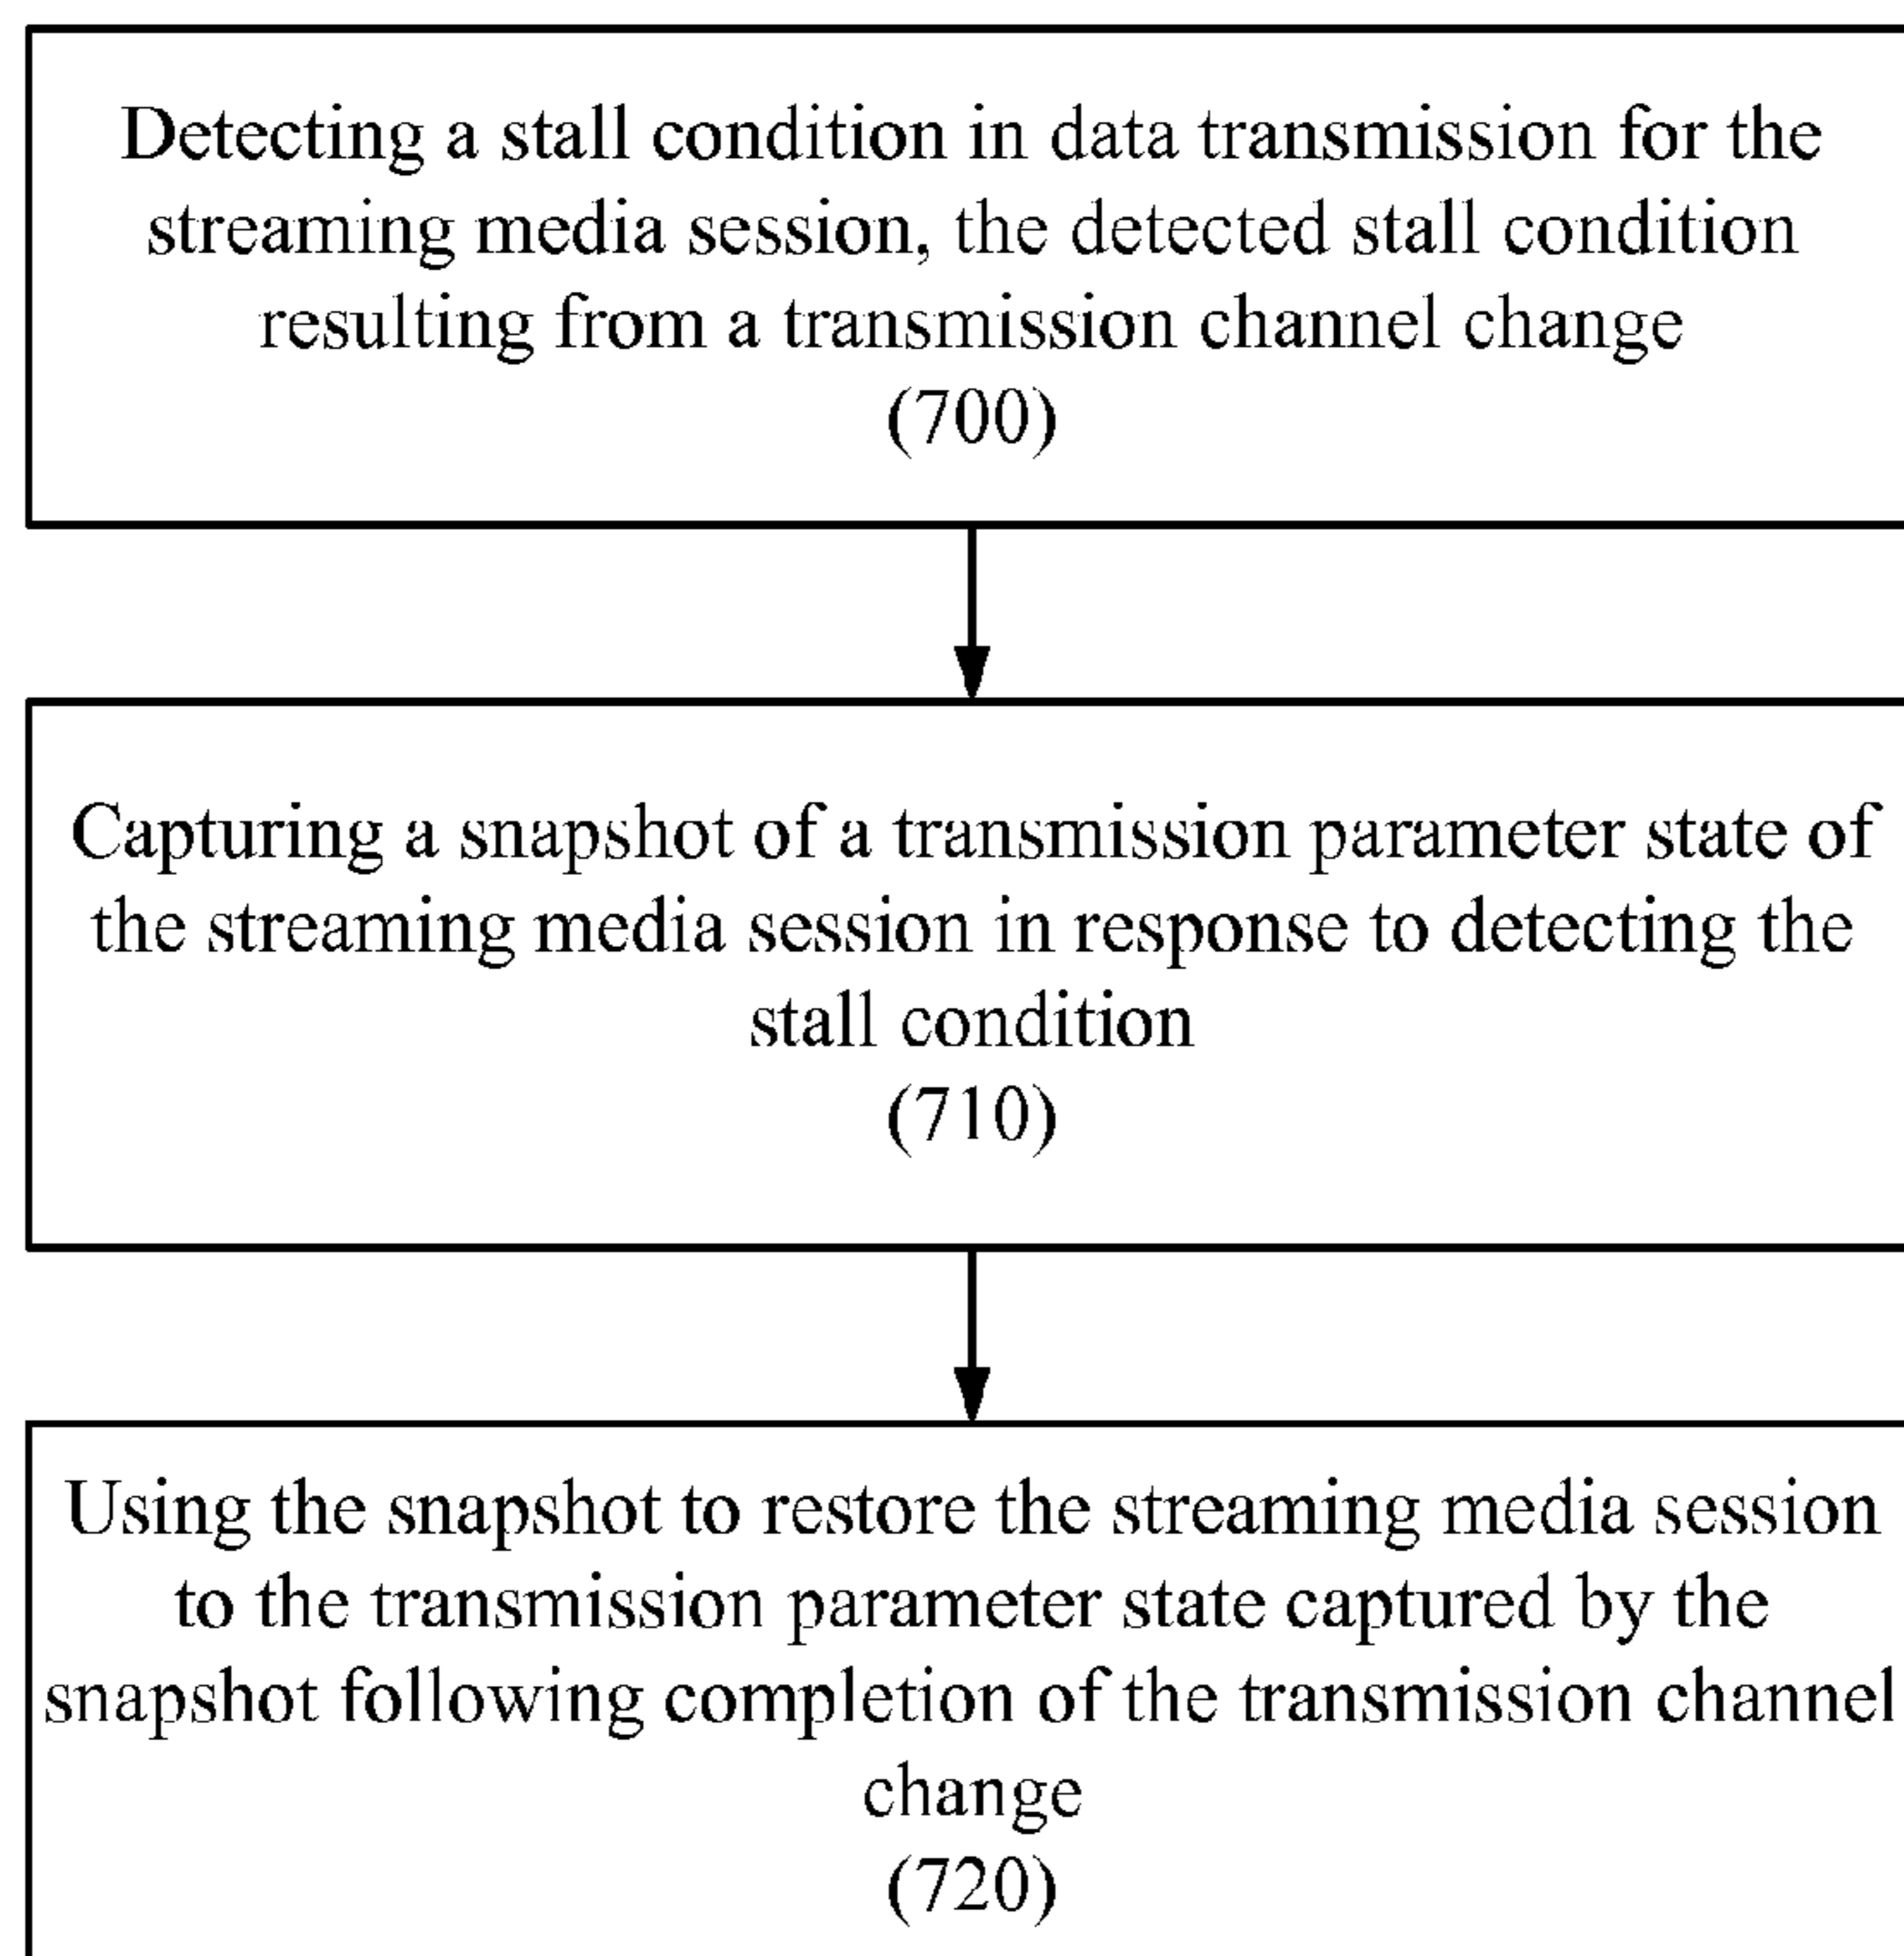 Detecting a stall condition in data transmission for the
streaming media session, the detected stall condition
resulting from a transmission channel change
(700)
Capturing a snapshot of a transmission parameter state of
the streaming media session in response to detecting the
stall condition
(710)
Using the snapshot to restore the streaming media session
to the transmission parameter state captured by the
snapshot following completion of the transmission channel
change
(720)